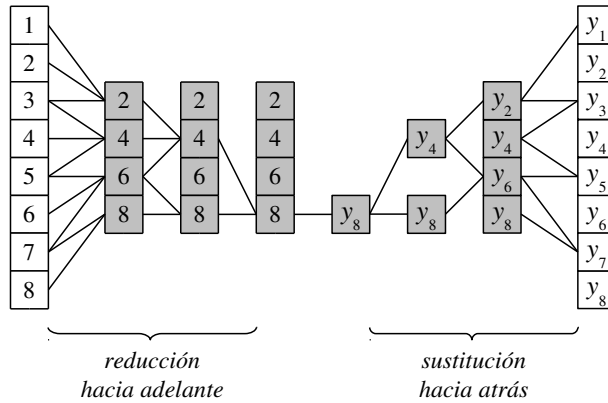 1
2
3
4
5
6
7
8
2
4
6
8
2
4
6
8
2
4
6
8
y8
y4
y8
y2
y4
y6
y8
y1
y2
y3
y4
y5
y6
y7
y8
reducción
hacia adelante
sustitución
hacia atrás